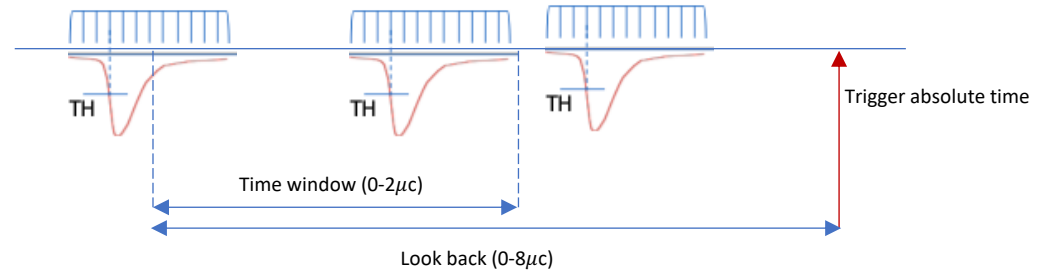 TH
TH
TH
Trigger absolute time
Time window (0-2𝜇c)
Look back (0-8𝜇c)